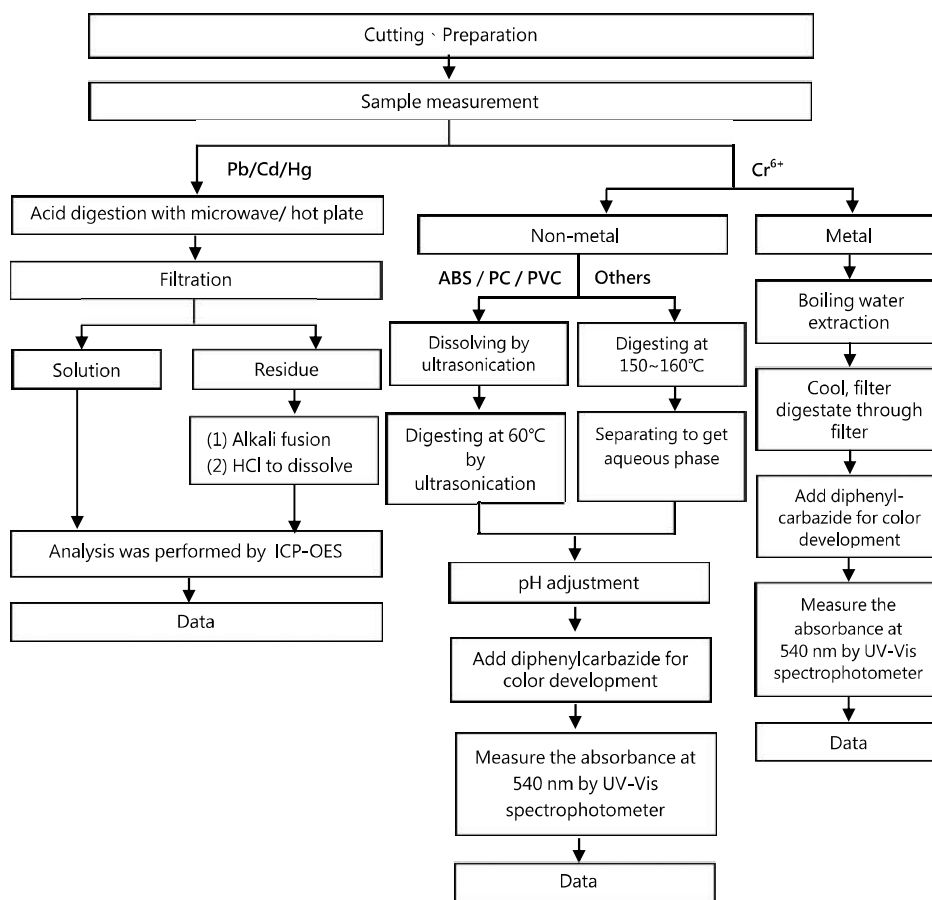 Cutting、Preparation
Sample measurement
Pb/Cd/Hg
Cr6+
Acid digestion with microwave/ hot plate
Filtration
Solution
Residue
(1) Alkali fusion
(2) HCl to dissolve
Analysis was performed by ICP-OES
Data
Non-metal
ABS / PC / PVC
Others
Dissolving by
ultrasonication
Digesting at 60℃
by
ultrasonication
Digesting at
150~160℃
Separating to get
aqueous phase
pH adjustment
Add diphenylcarbazide for
color development
Measure the absorbance at
540 nm by UV-Vis
spectrophotometer
Data
Metal
Boiling water
extraction
Cool, filter
digestate through
filter
Add diphenyl-
carbazide for color
development
Measure the
absorbance at
540 nm by UV-Vis
spectrophotometer
Data